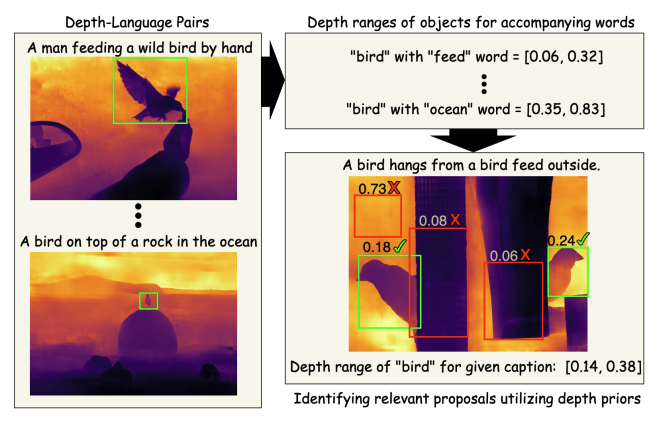 Depth-Language Pairs
A man feeding a wild bird by hand
A bird on top of a rock in the ocean
Depth ranges of objects for accompanying words
"bird" with "feed" word = [0.06, 0.32]
"bird" with "ocean" word = [0.35, 0.83]
A bird hangs from a bird feed outside.
0.73 X
0.08 X
0.18 ✓
0.06 X
0.24 ✓
Depth range of "bird" for given caption: [0.14, 0.38]
Identifying relevant proposals utilizing depth priors